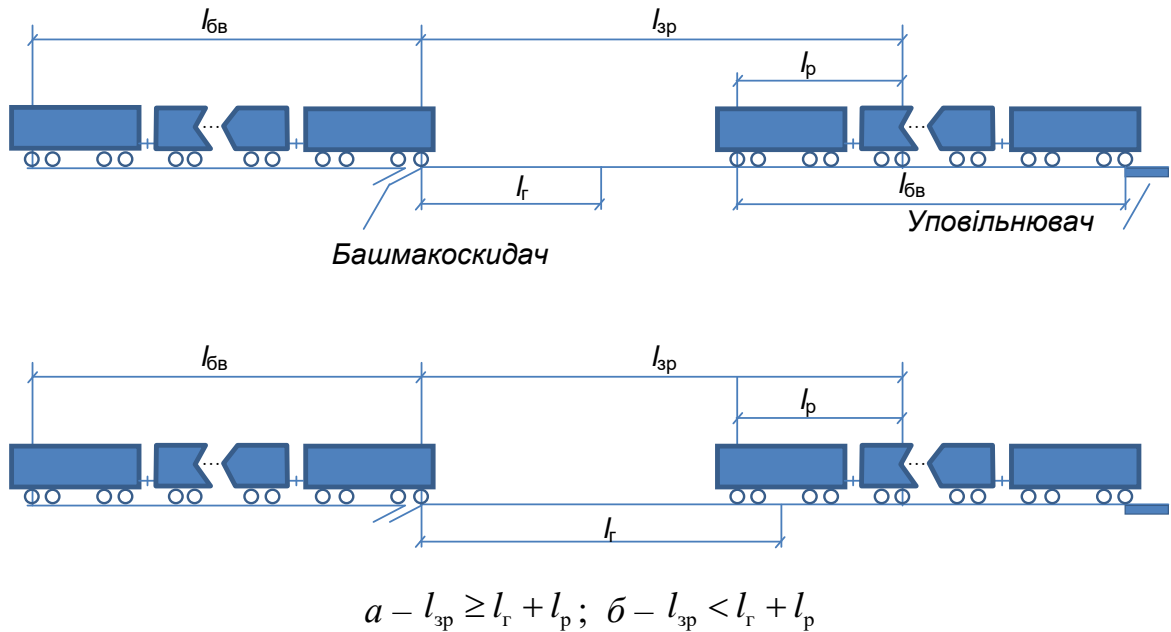 lбв lзр
lр
lг
lбв
Уповільнювач
Башмакоскидач
lбв lзр
lр
lг
а – lзр ≥ lг + lр ; б – lзр < lг + lр